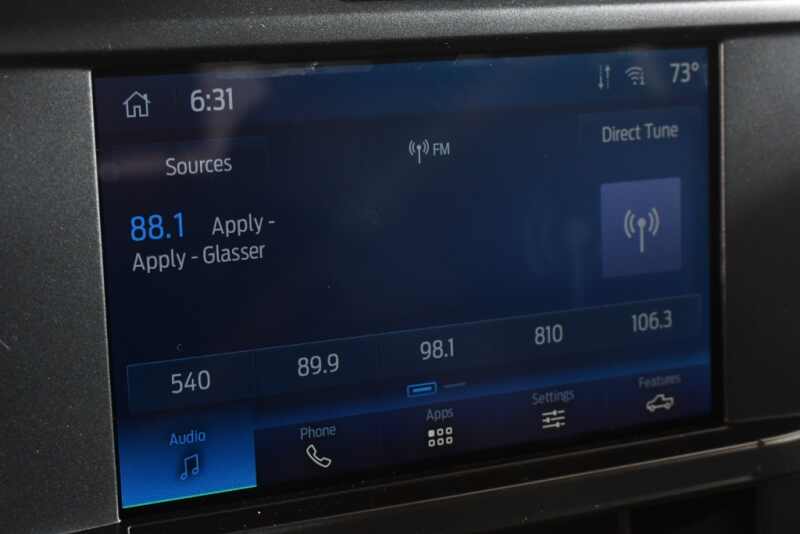 6:31
73°
Sources
FM
Direct Tune
88.1 Apply -
Apply - Glasser
540 89.9 98.1 810 106.3
Audio Phone Apps Settings Features